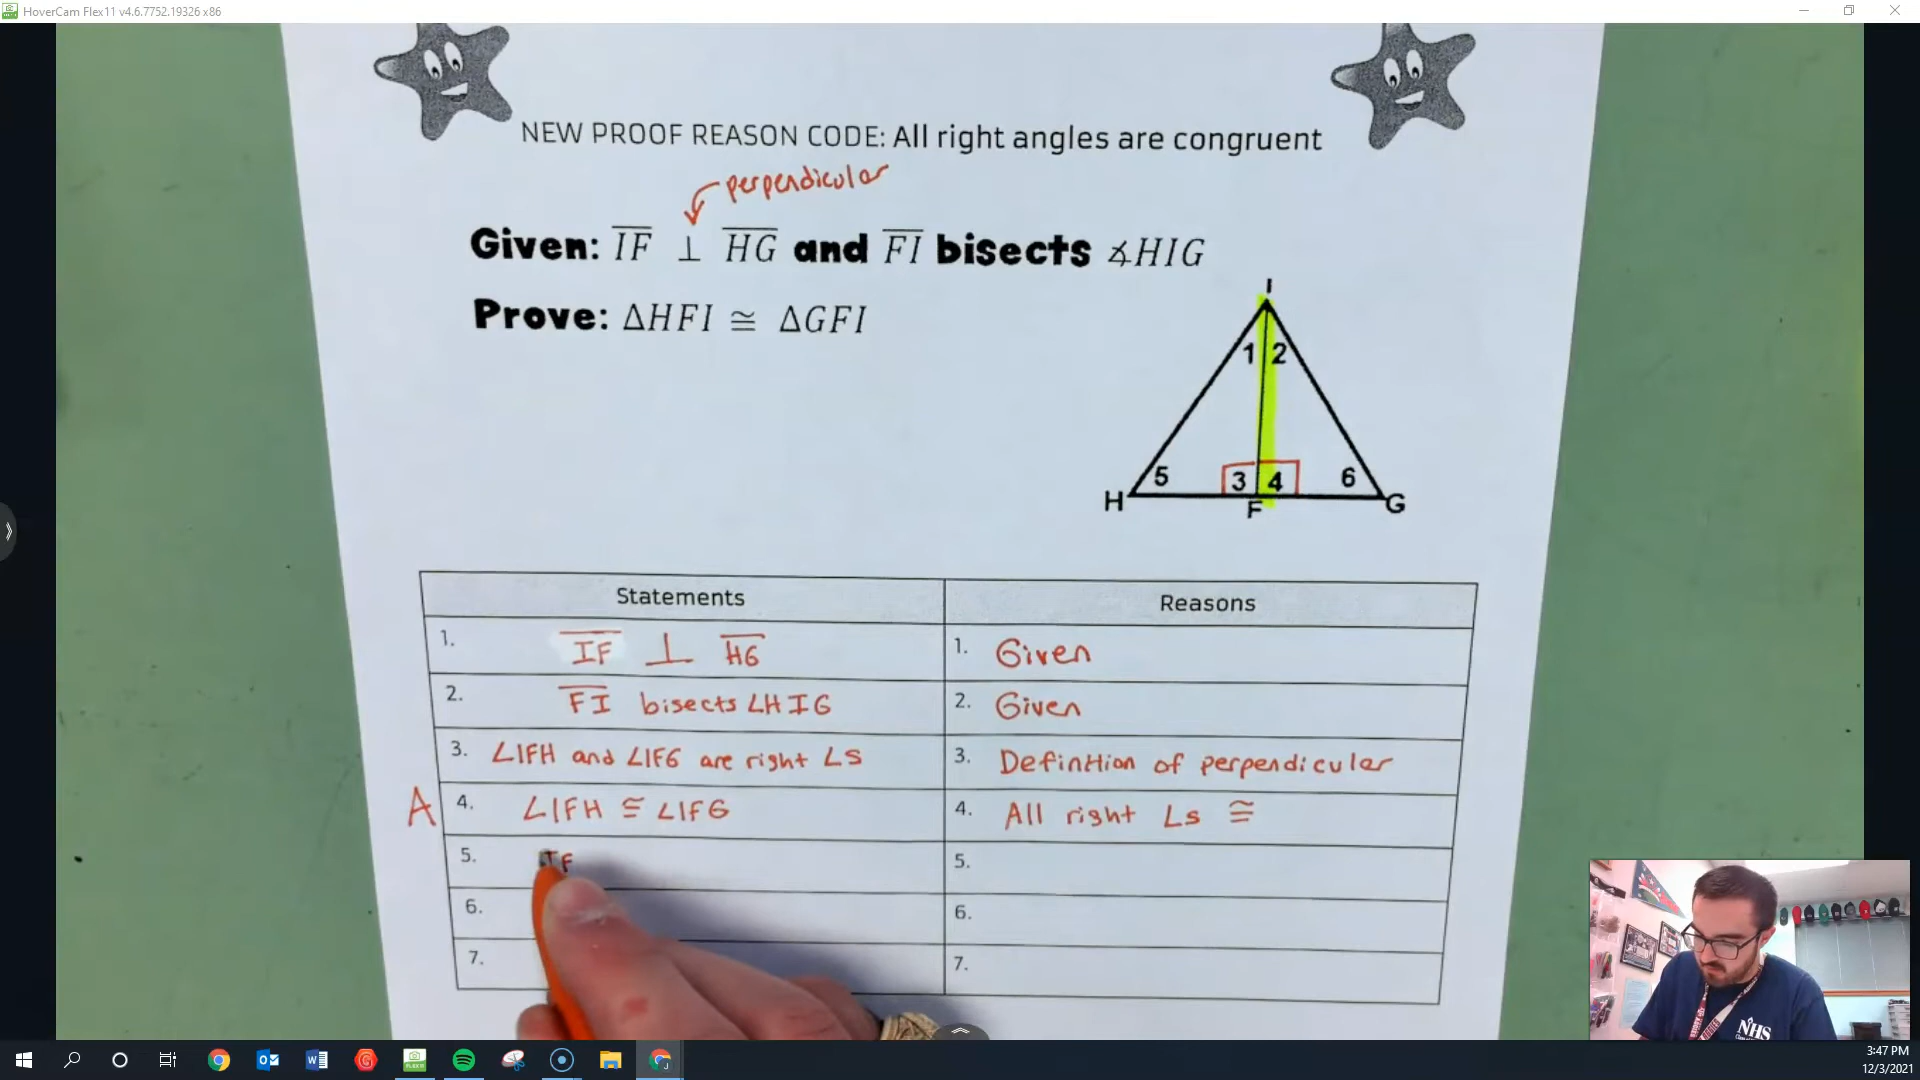 HoverCam Flex11 v4.6.7752.19326 x86
NEW PROOF REASON CODE: All right angles are congruent
perpendicular
Given: IF ⊥ HG and FI bisects ∡HIG
Prove: ΔHFI ≅ ΔGFI
I
1 2
5 3 4 6
H F G
Statements Reasons
1. IF ⊥ HG 1. Given
2. FI bisects ∠HIG 2. Given
3. ∠IFH and ∠IFG are right ∠s 3. Definition of perpendicular
A 4. ∠IFH ≅ ∠IFG 4. All right ∠s ≅
5. IF 5.
6. 6.
7. 7.
NHS
3:47 PM
12/3/2021